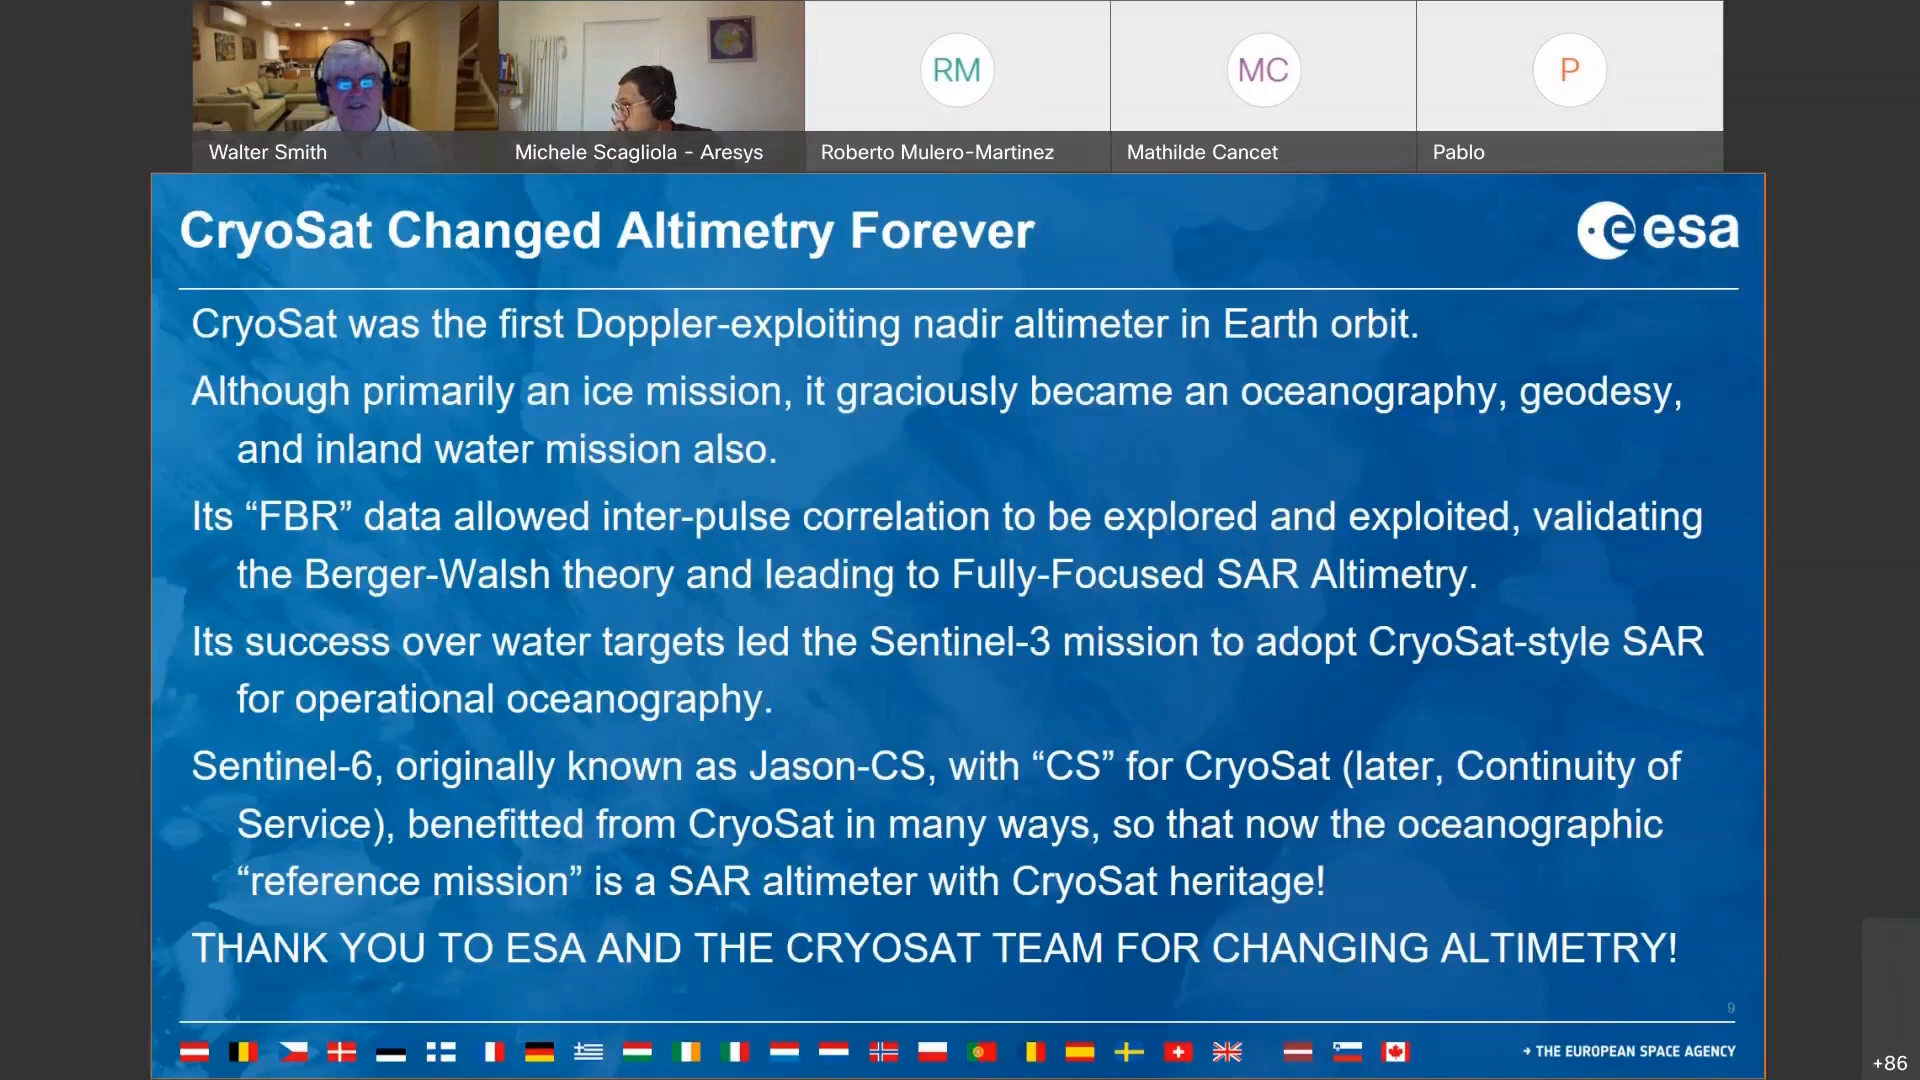 RM
MC
P
Walter Smith
Michele Scagliola - Aresys
Roberto Mulero-Martinez
Mathilde Cancet
Pablo
CryoSat Changed Altimetry Forever
esa
CryoSat was the first Doppler-exploiting nadir altimeter in Earth orbit.
Although primarily an ice mission, it graciously became an oceanography, geodesy,
and inland water mission also.
Its “FBR” data allowed inter-pulse correlation to be explored and exploited, validating
the Berger-Walsh theory and leading to Fully-Focused SAR Altimetry.
Its success over water targets led the Sentinel-3 mission to adopt CryoSat-style SAR
for operational oceanography.
Sentinel-6, originally known as Jason-CS, with “CS” for CryoSat (later, Continuity of
Service), benefitted from CryoSat in many ways, so that now the oceanographic
“reference mission” is a SAR altimeter with CryoSat heritage!
THANK YOU TO ESA AND THE CRYOSAT TEAM FOR CHANGING ALTIMETRY!
9
→ THE EUROPEAN SPACE AGENCY
+86